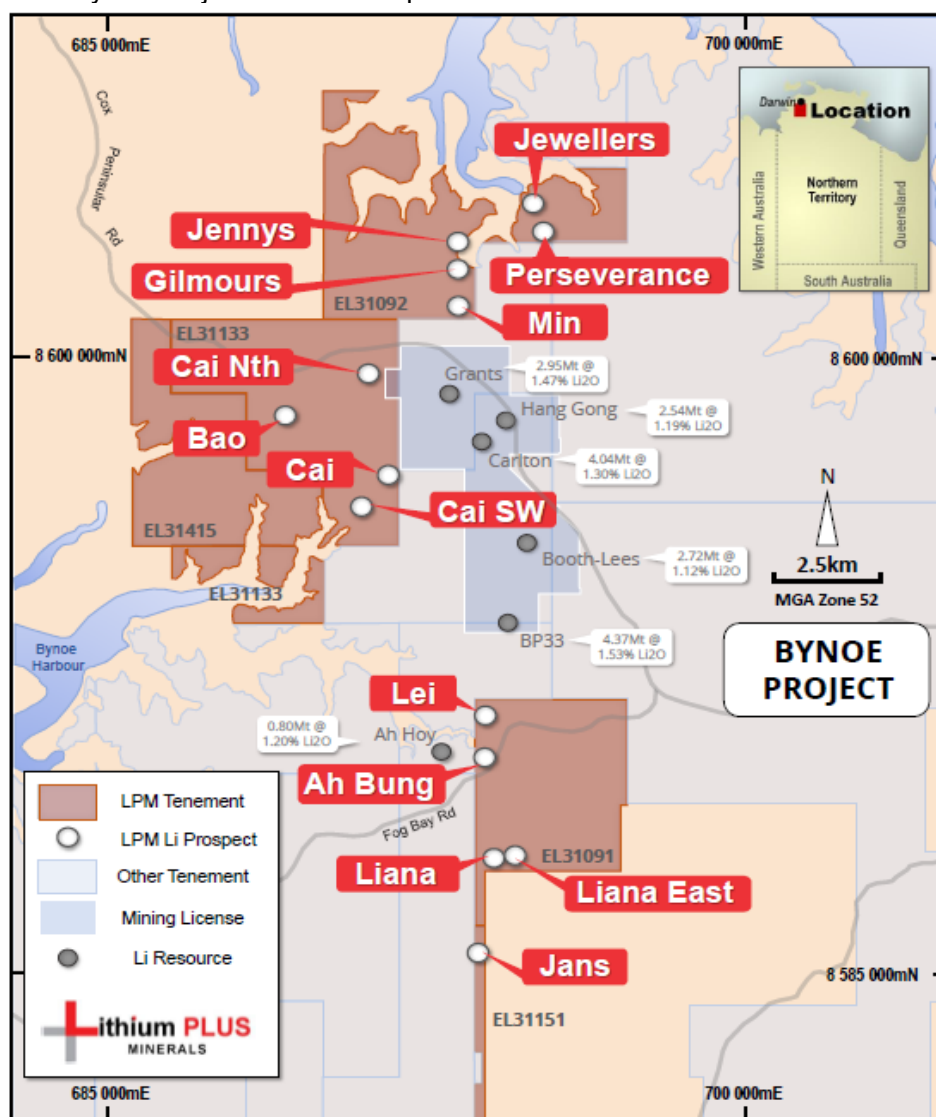 685 000mE
700 000mE
Cox
Peninsular
Rd
Darwin
Location
Northern
Territory
Western Australia
Queensland
South Australia
Jewellers
Jennys
Gilmours
Perseverance
EL31092
Min
EL31133
8 600 000mN
8 600 000mN
Cai Nth
Grants
2.95Mt @
1.47% Li2O
Hang Gong
2.54Mt @
1.19% Li2O
Bao
Carlton
4.04Mt @
1.30% Li2O
Cai
Cai SW
N
EL31415
Booth-Lees
2.72Mt @
1.12% Li2O
2.5km
MGA Zone 52
EL31133
BP33
4.37Mt @
1.53% Li2O
Bynoe
Harbour
BYNOE
PROJECT
Lei
0.80Mt @
1.20% Li2O
Ah Hoy
Ah Bung
Fog Bay Rd
EL31091
Liana
Liana East
Jans
8 585 000mN
EL31151
LPM Tenement
LPM Li Prospect
Other Tenement
Mining License
Li Resource
Lithium PLUS
MINERALS
685 000mE
700 000mE